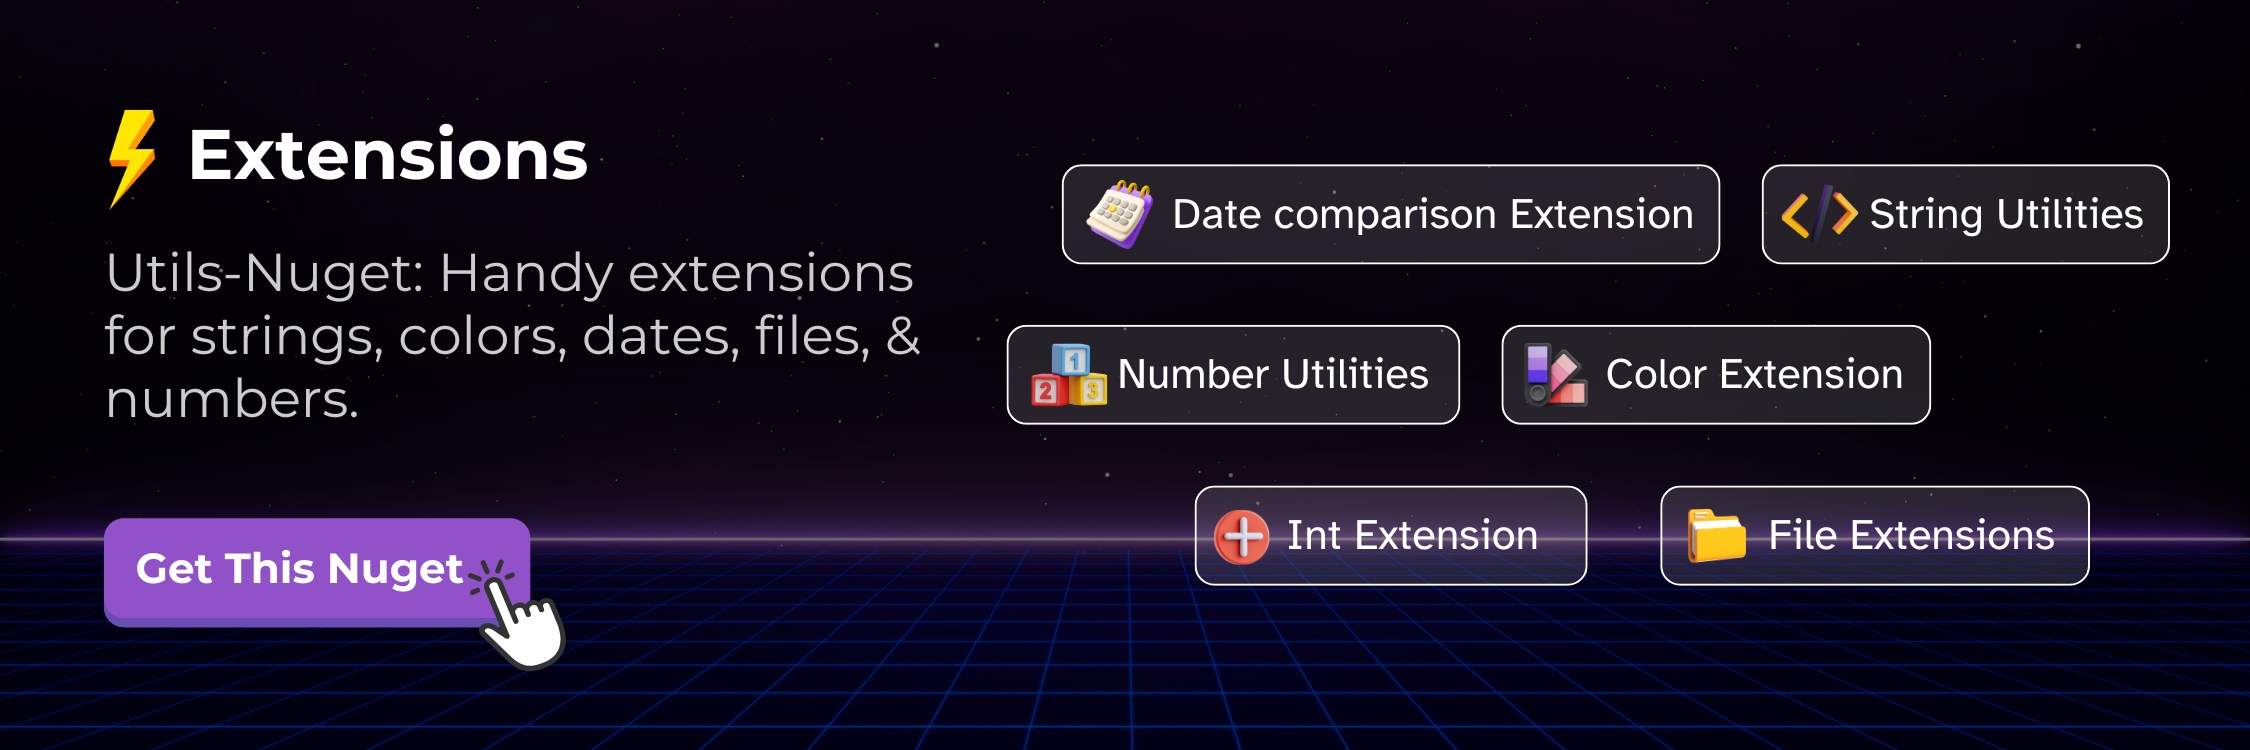 Extensions
Utils-Nuget: Handy extensions
for strings, colors, dates, files, &
numbers.
Get This Nuget
Date comparison Extension
String Utilities
Number Utilities
1
2
3
Color Extension
Int Extension
File Extensions